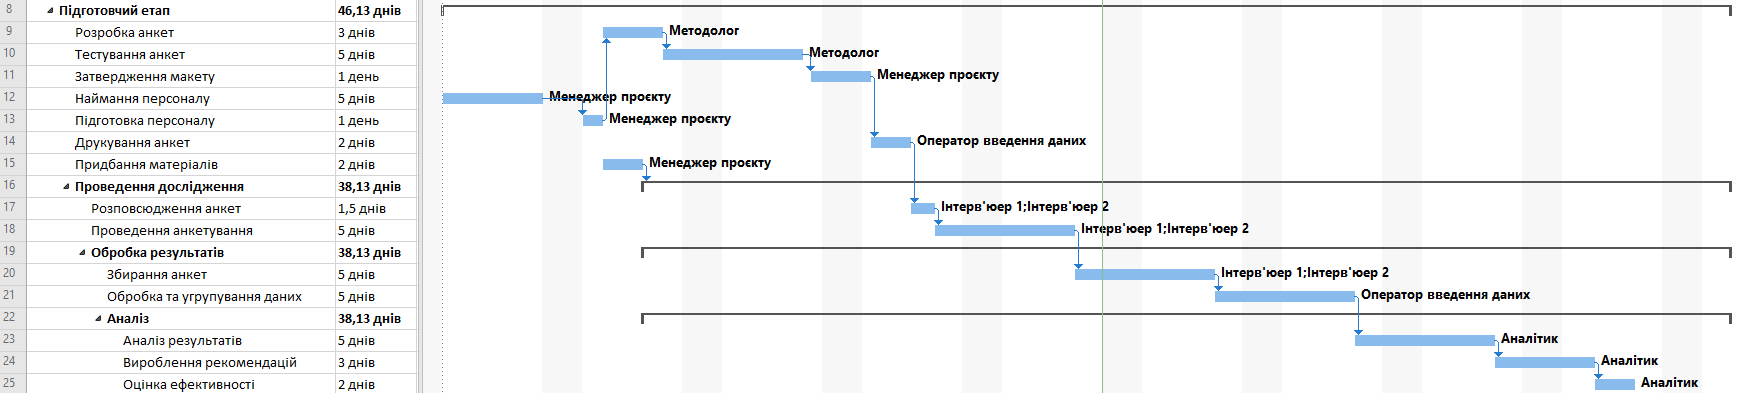 8 Підготовчий етап 46,13 днів
9 Розробка анкет 3 днів Методолог
10 Тестування анкет 5 днів Методолог
11 Затвердження макету 1 день Менеджер проєкту
12 Наймання персоналу 5 днів Менеджер проєкту
13 Підготовка персоналу 1 день Менеджер проєкту
14 Друкування анкет 2 днів Оператор введення даних
15 Придбання матеріалів 2 днів Менеджер проєкту
16 Проведення дослідження 38,13 днів
17 Розповсюдження анкет 1,5 днів Інтерв'юер 1;Інтерв'юер 2
18 Проведення анкетування 5 днів Інтерв'юер 1;Інтерв'юер 2
19 Обробка результатів 38,13 днів
20 Збирання анкет 5 днів Інтерв'юер 1;Інтерв'юер 2
21 Обробка та угрупування даних 5 днів Оператор введення даних
22 Аналіз 38,13 днів
23 Аналіз результатів 5 днів Аналітик
24 Вироблення рекомендацій 3 днів Аналітик
25 Оцінка ефективності 2 днів Аналітик